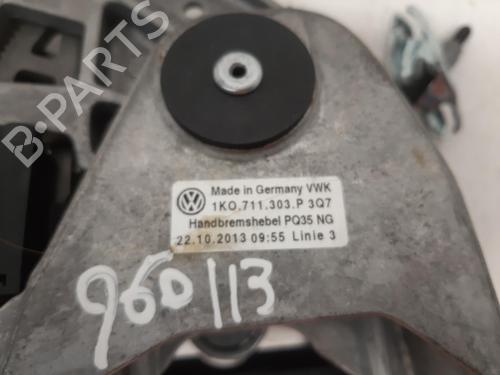 B-PARTS
Made in Germany VWK
1K0.711.303.P 3Q7
Handbremshebel PQ35 NG
22.10.2013 09:55 Linie 3
960113